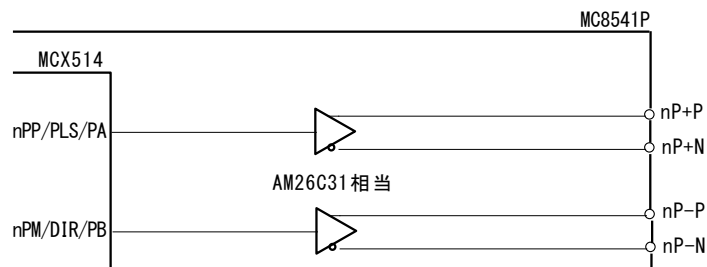 MC8541P
MCX514
nP+P
nPP/PLS/PA
nP+N
AM26C31相当
nP-P
nPM/DIR/PB
nP-N